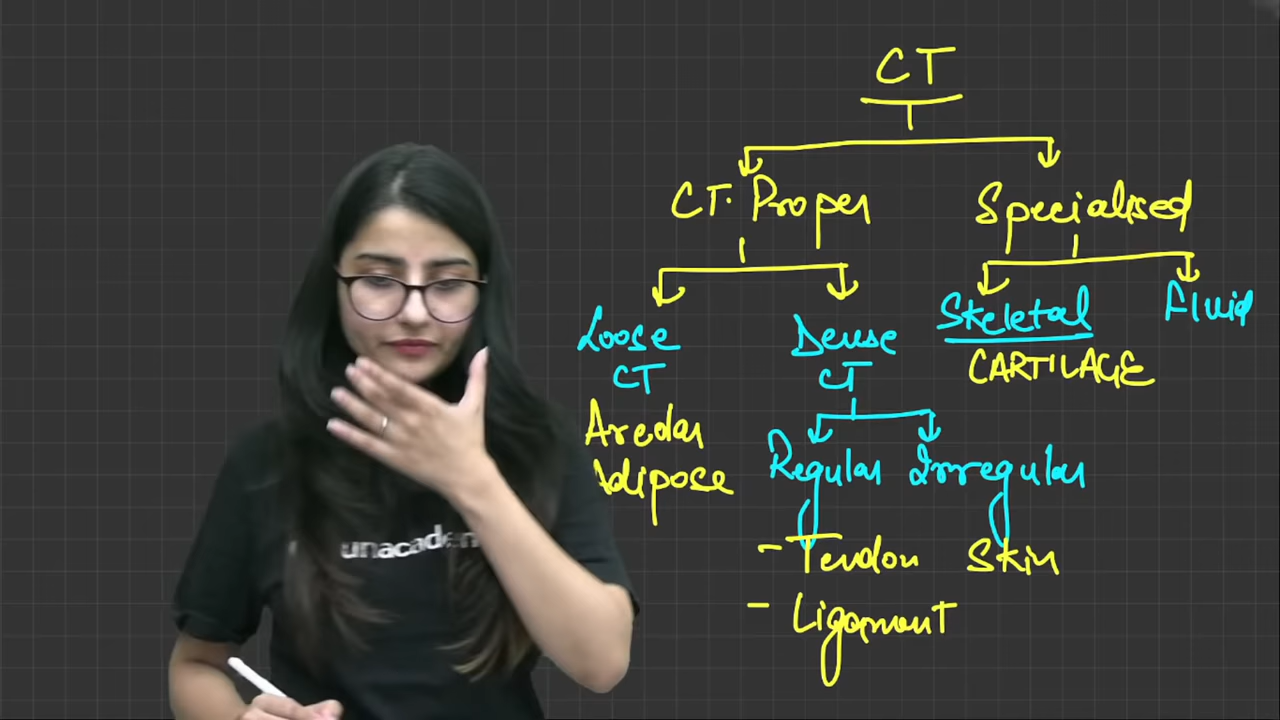 CT
CT. Proper
Specialised
Loose
CT
Areolar
Adipose
Dense
CT
Regular
Irregular
- Tendon
- Ligament
Skin
Skeletal
CARTILAGE
Fluid
unacadem